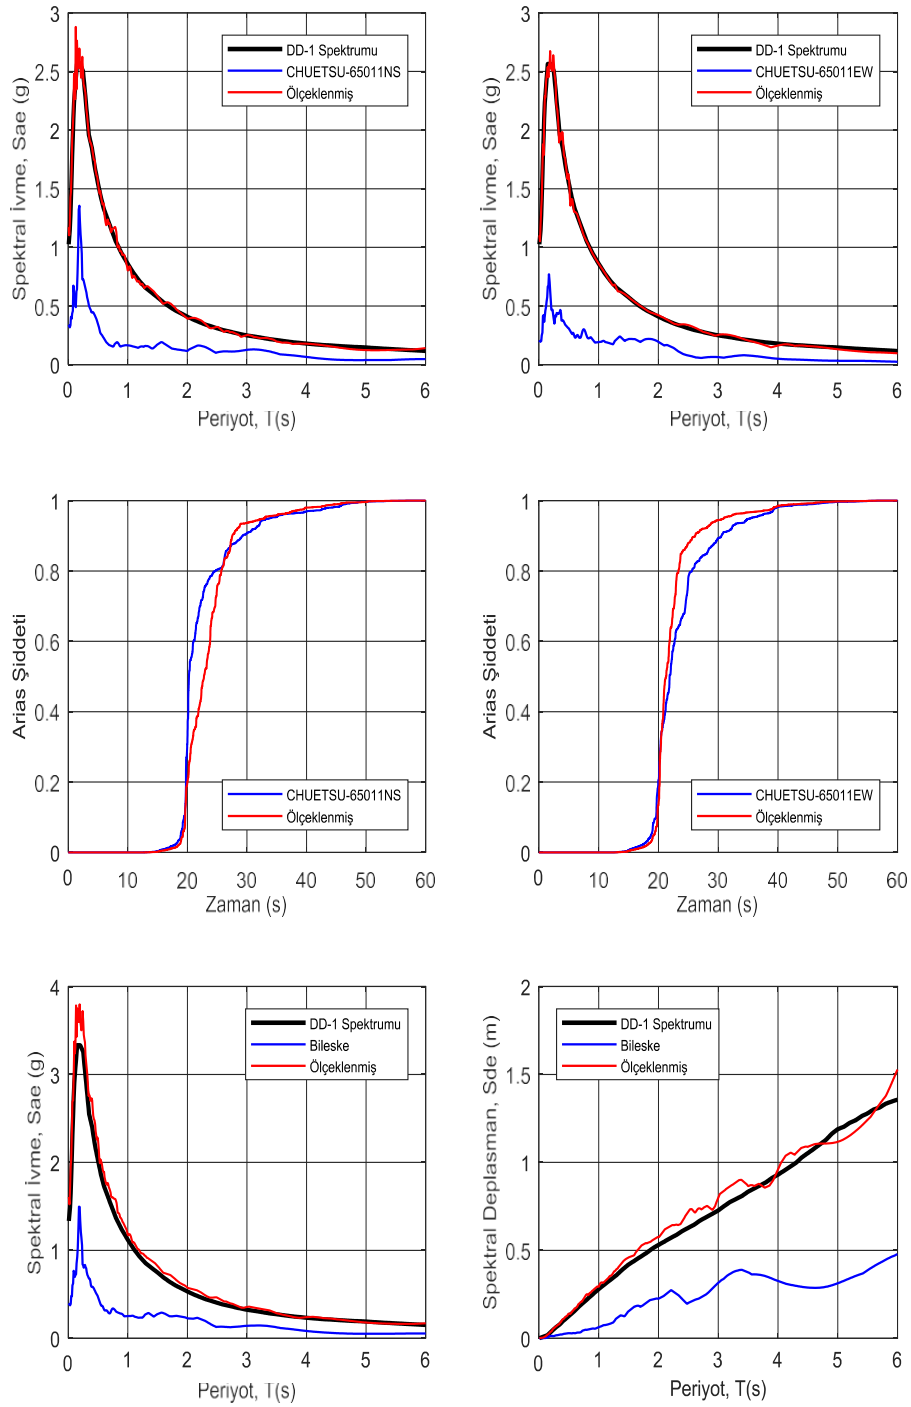 3
2.5
2
1.5
1
0.5
0
Spektral İvme, Sae (g)
DD-1 Spektrumu
CHUETSU-65011NS
Ölçeklenmiş
0 1 2 3 4 5 6
Periyot, T(s)
3
2.5
2
1.5
1
0.5
0
Spektral İvme, Sae (g)
DD-1 Spektrumu
CHUETSU-65011EW
Ölçeklenmiş
0 1 2 3 4 5 6
Periyot, T(s)
1
0.8
0.6
0.4
0.2
0
Arias Şiddeti
CHUETSU-65011NS
Ölçeklenmiş
0 10 20 30 40 50 60
Zaman (s)
1
0.8
0.6
0.4
0.2
0
Arias Şiddeti
CHUETSU-65011EW
Ölçeklenmiş
0 10 20 30 40 50 60
Zaman (s)
4
3
2
1
0
Spektral İvme, Sae (g)
DD-1 Spektrumu
Bileske
Ölçeklenmiş
0 1 2 3 4 5 6
Periyot, T(s)
2
1.5
1
0.5
0
Spektral Deplasman, Sde (m)
DD-1 Spektrumu
Bileske
Ölçeklenmiş
0 1 2 3 4 5 6
Periyot, T(s)